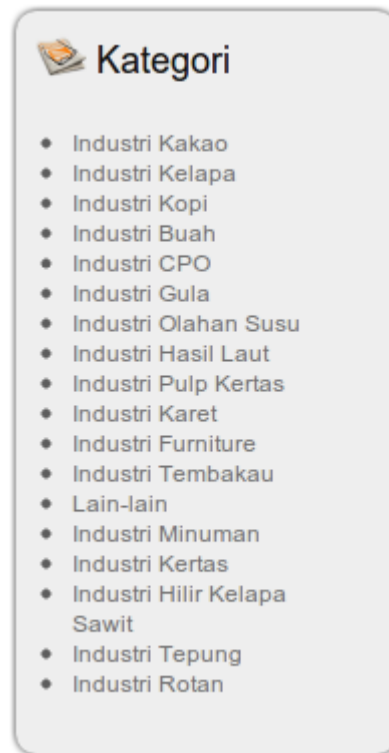 Kategori
Industri Kakao
Industri Kelapa
Industri Kopi
Industri Buah
Industri CPO
Industri Gula
Industri Olahan Susu
Industri Hasil Laut
Industri Pulp Kertas
Industri Karet
Industri Furniture
Industri Tembakau
Lain-lain
Industri Minuman
Industri Kertas
Industri Hilir Kelapa
Sawit
Industri Tepung
Industri Rotan